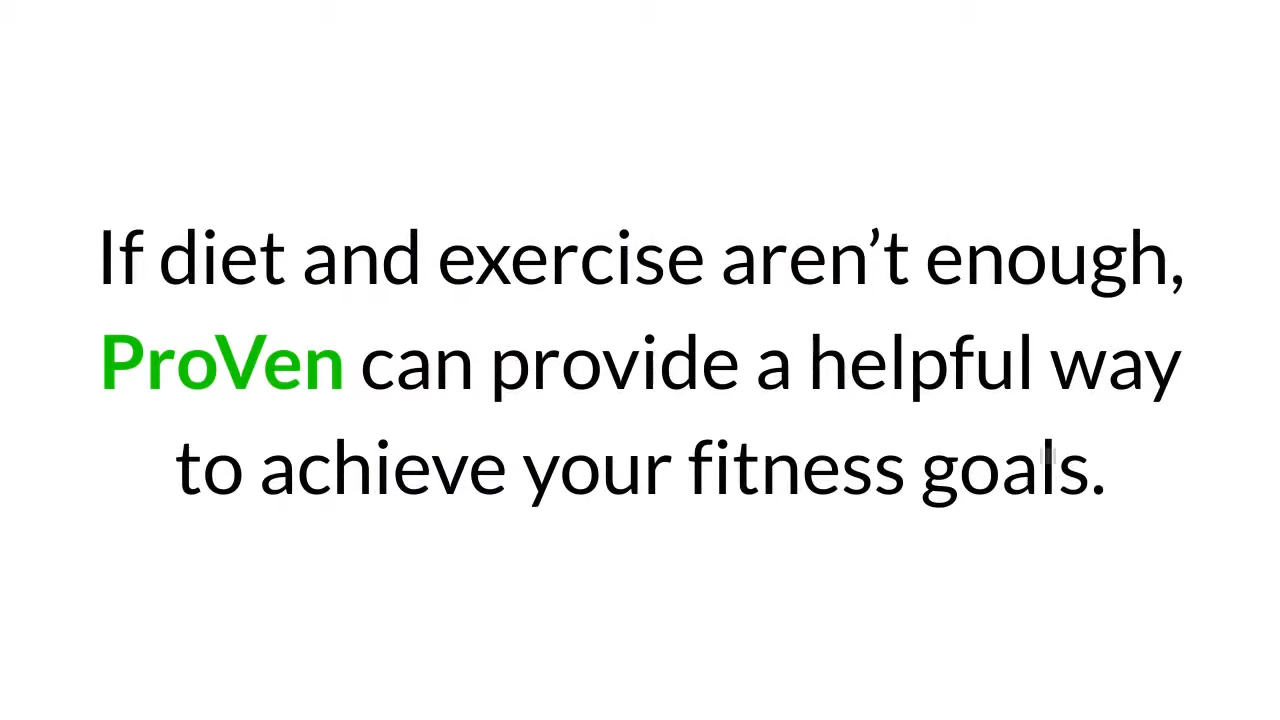 If diet and exercise aren’t enough,
ProVen can provide a helpful way
to achieve your fitness goals.